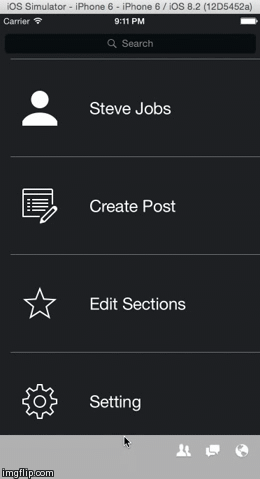 iOS Simulator - iPhone 6 - iPhone 6 / iOS 8.2 (12D5452a)
Carrier 9:11 PM
Search
Steve Jobs
Create Post
Edit Sections
Setting
imgflip.com